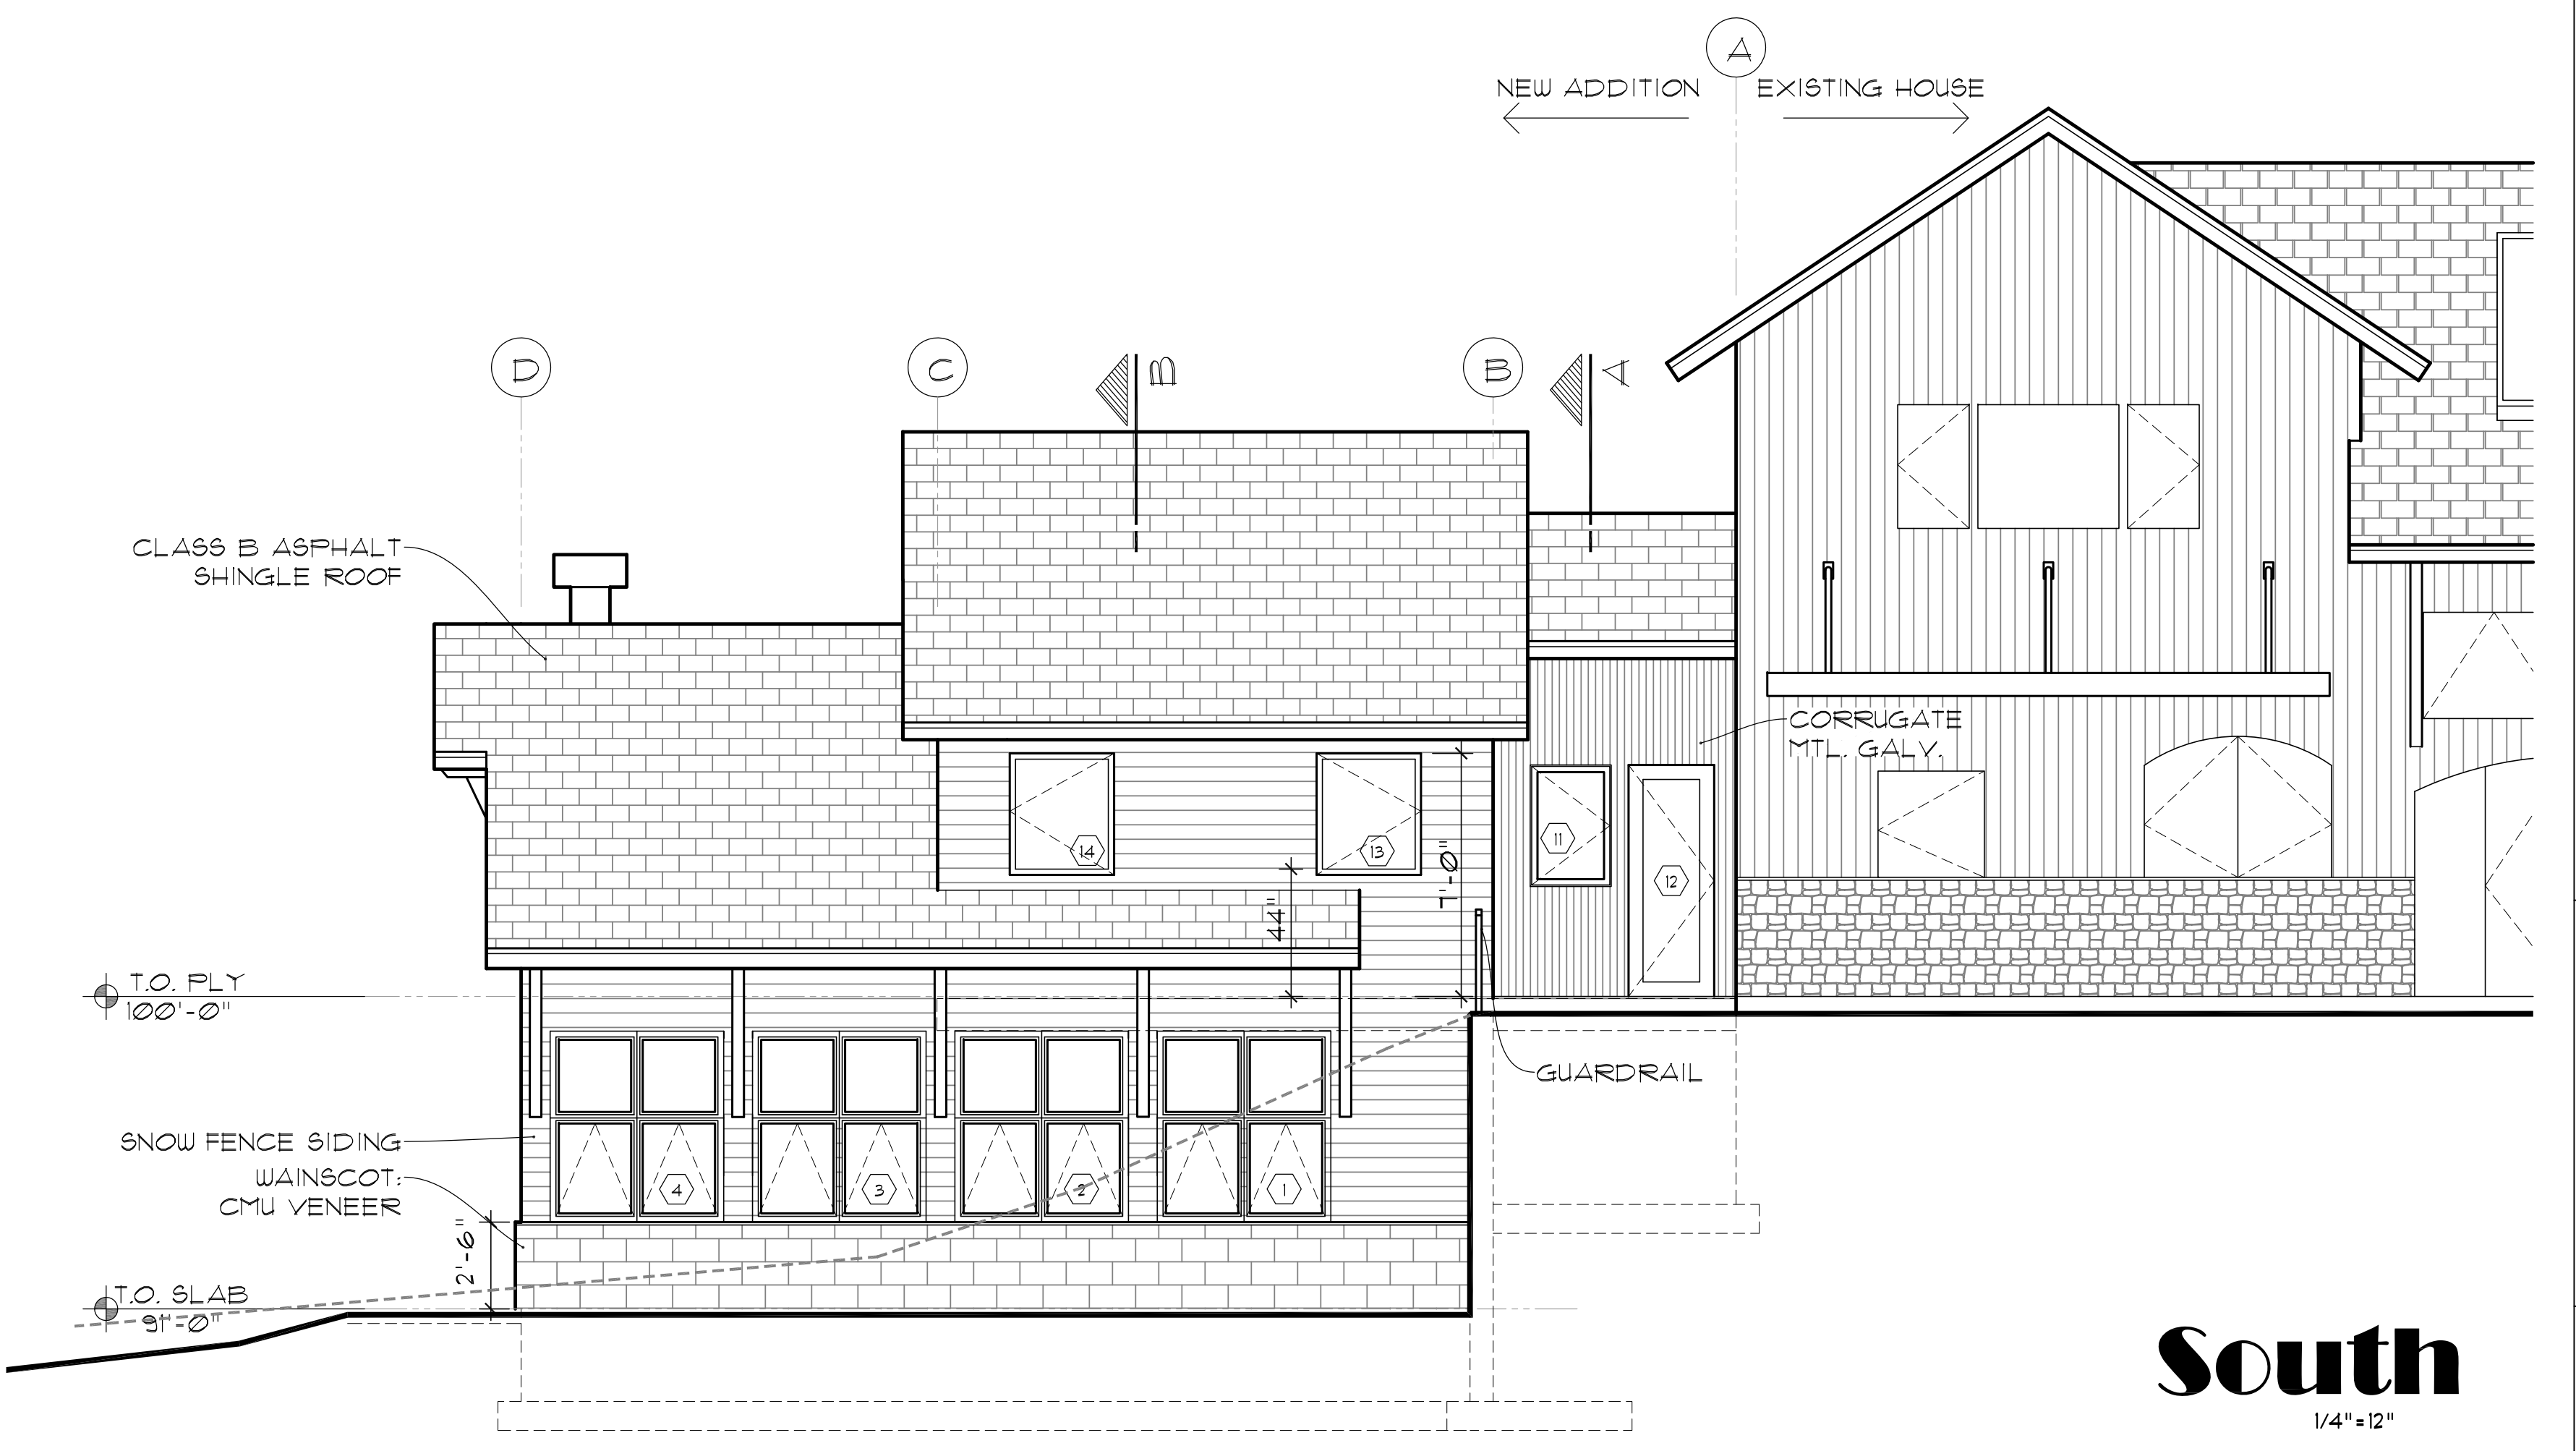 A
NEW ADDITION
EXISTING HOUSE
D
C
B
B
A
CLASS B ASPHALT
SHINGLE ROOF
CORRUGATE
MTL. GALV.
14
13
11
12
7'-0"
44"
T.O. PLY
100'-0"
GUARDRAIL
SNOW FENCE SIDING
WAINSCOT:
CMU VENEER
4
3
2
1
2'-6"
T.O. SLAB
91'-0"
South
1/4"=12"